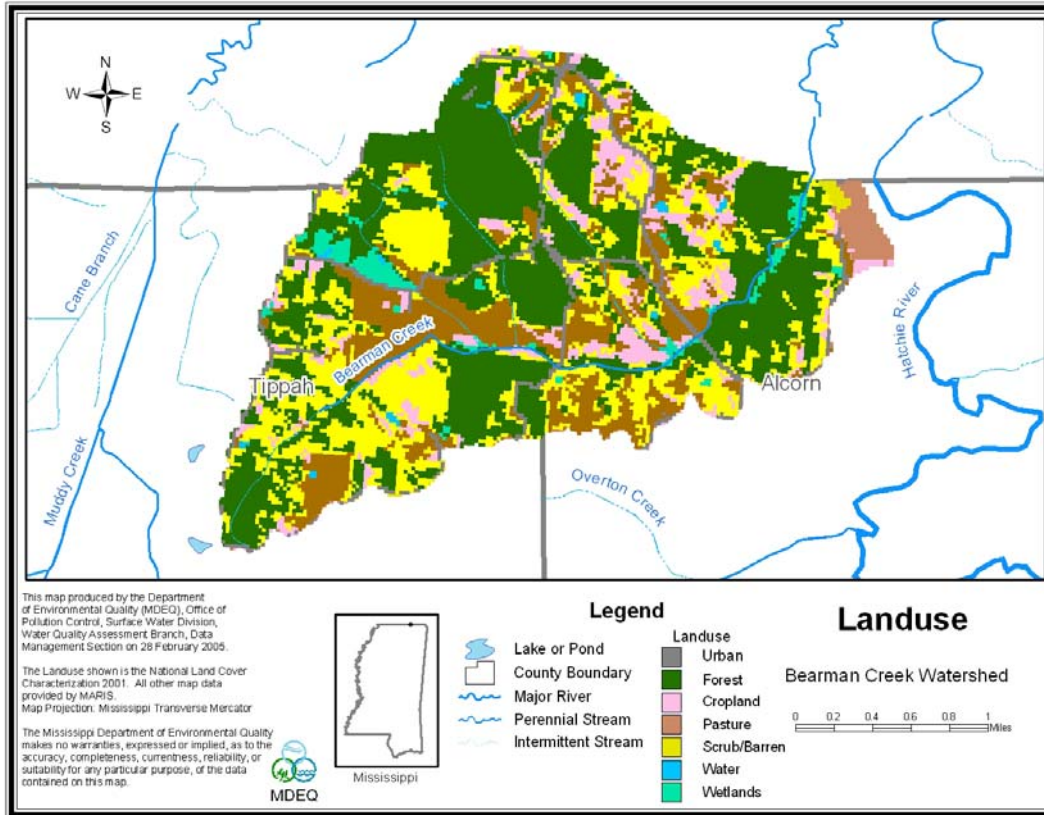 N
W E
S
Cane Branch
Muddy Creek
Tippah
Bearman Creek
Alcorn
Hatchie River
Overton Creek
This map produced by the Department
of Environmental Quality (MDEQ), Office of
Pollution Control, Surface Water Division,
Water Quality Assessment Branch, Data
Management Section on 28 February 2005.
The Landuse shown is the National Land Cover
Characterization 2001. All other map data
provided by MARIS.
Map Projection: Mississippi Transverse Mercator
The Mississippi Department of Environmental Quality
makes no warranties, expressed or implied, as to the
accuracy, completeness, currentness, reliability, or
suitability for any particular purpose, of the data
contained on this map.
MDEQ
Mississippi
Legend
Lake or Pond
County Boundary
Major River
Perennial Stream
Intermittent Stream
Landuse
Urban
Forest
Cropland
Pasture
Scrub/Barren
Water
Wetlands
Landuse
Bearman Creek Watershed
0 0.2 0.4 0.6 0.8 1
Miles